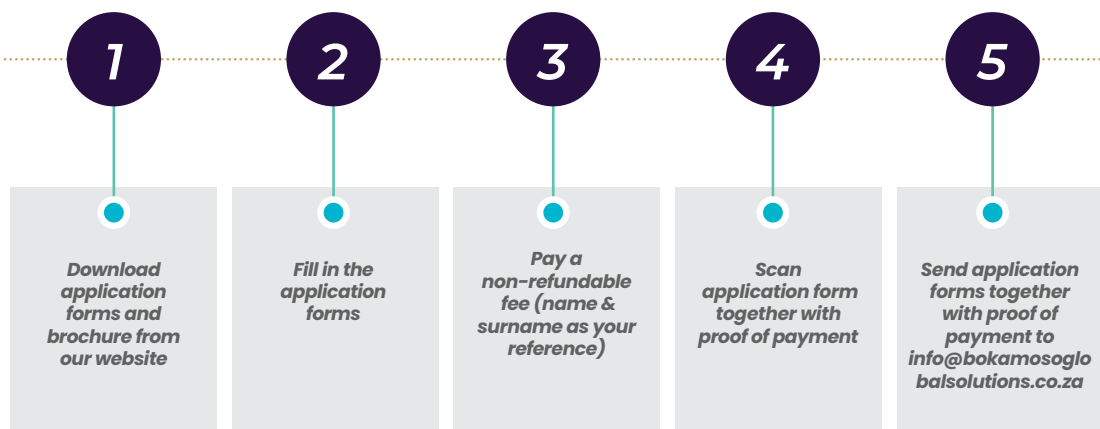 1
2
3
4
5
Download
application
forms and
brochure from
our website
Fill in the
application
forms
Pay a
non-refundable
fee (name &
surname as your
reference)
Scan
application form
together with
proof of payment
Send application
forms together
with proof of
payment to
info@bokamosoglo
balsolutions.co.za